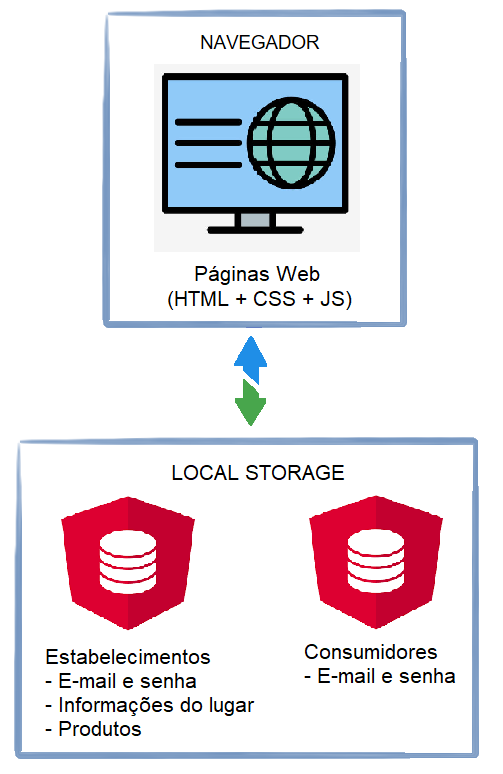 NAVEGADOR
Páginas Web
(HTML + CSS + JS)
LOCAL STORAGE
Estabelecimentos
- E-mail e senha
- Informações do lugar
- Produtos
Consumidores
- E-mail e senha